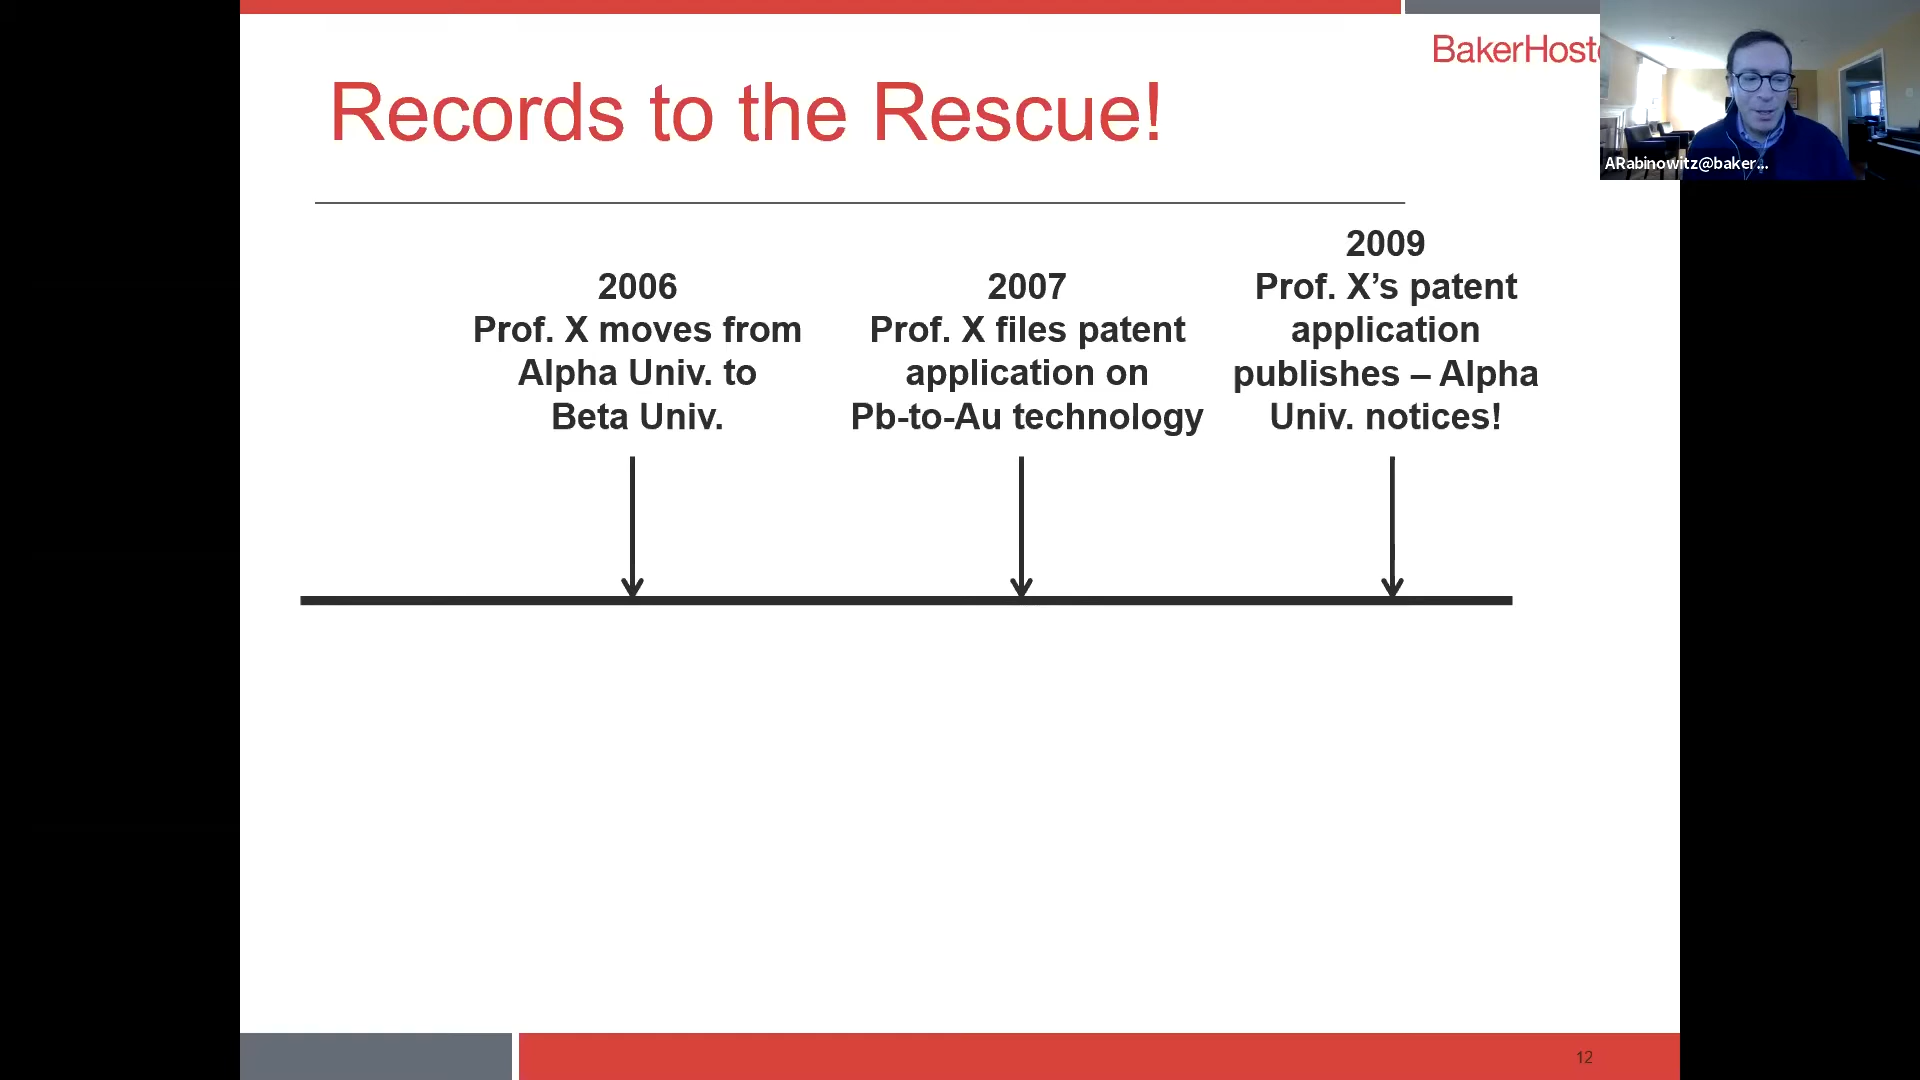 BakerHoste
Records to the Rescue!
ARabinowitz@baker...
2006
Prof. X moves from
Alpha Univ. to
Beta Univ.
2007
Prof. X files patent
application on
Pb-to-Au technology
2009
Prof. X’s patent
application
publishes – Alpha
Univ. notices!
12